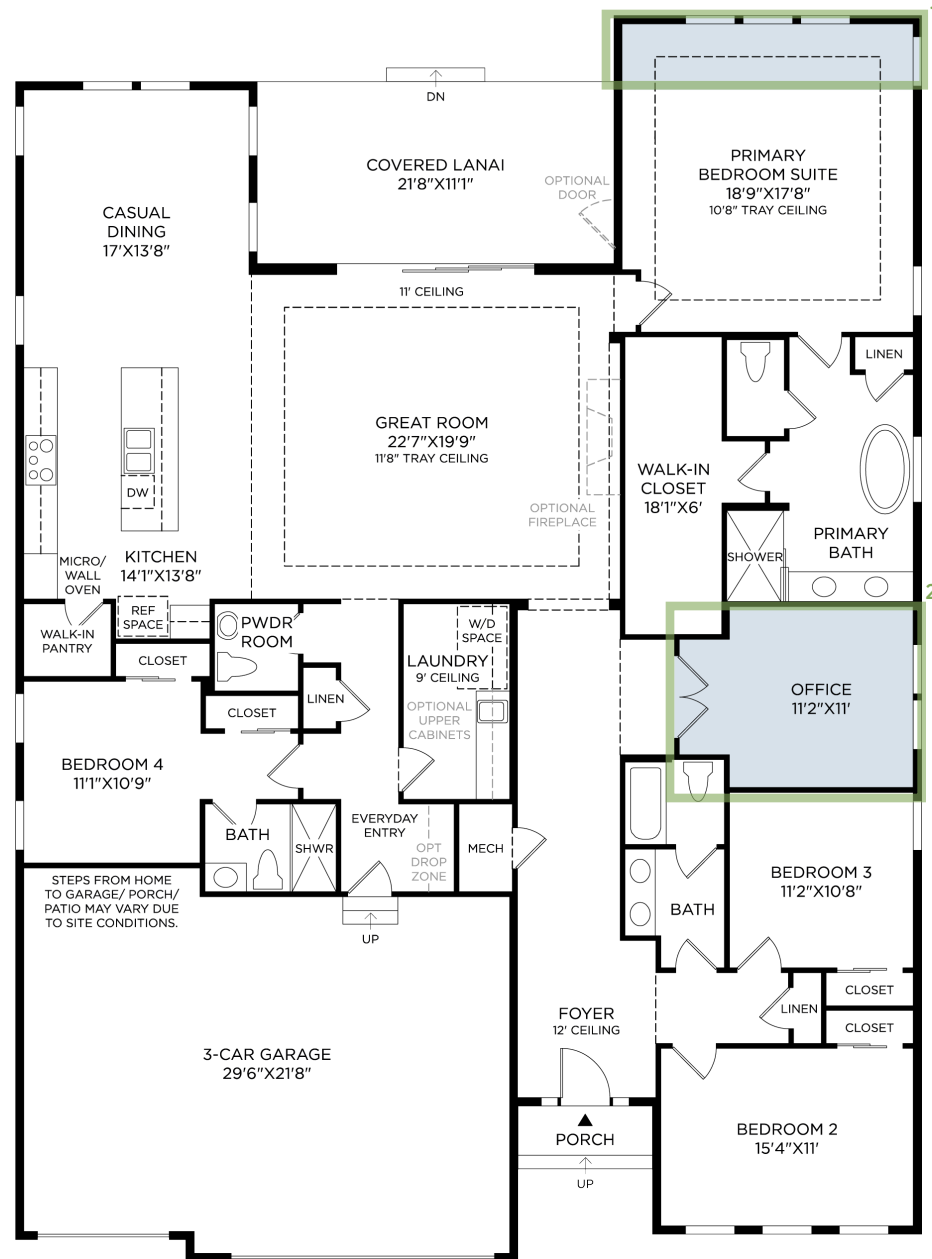 1
DN
COVERED LANAI
21'8"X11'1"
OPTIONAL
DOOR
PRIMARY
BEDROOM SUITE
18'9"X17'8"
10'8" TRAY CEILING
CASUAL
DINING
17'X13'8"
11' CEILING
LINEN
GREAT ROOM
22'7"X19'9"
11'8" TRAY CEILING
WALK-IN
CLOSET
18'1"X6'
DW
OPTIONAL
FIREPLACE
PRIMARY
BATH
SHOWER
MICRO/
WALL
OVEN
KITCHEN
14'1"X13'8"
2
REF
SPACE
WALK-IN
PANTRY
CLOSET
PWDR
ROOM
W/D
SPACE
LAUNDRY
9' CEILING
LINEN
OPTIONAL
UPPER
CABINETS
OFFICE
11'2"X11'
CLOSET
BEDROOM 4
11'1"X10'9"
BATH
SHWR
EVERYDAY
ENTRY
OPT
DROP
ZONE
MECH
BEDROOM 3
11'2"X10'8"
STEPS FROM HOME
TO GARAGE/ PORCH/
PATIO MAY VARY DUE
TO SITE CONDITIONS.
UP
BATH
CLOSET
LINEN
CLOSET
FOYER
12' CEILING
3-CAR GARAGE
29'6"X21'8"
PORCH
UP
BEDROOM 2
15'4"X11'